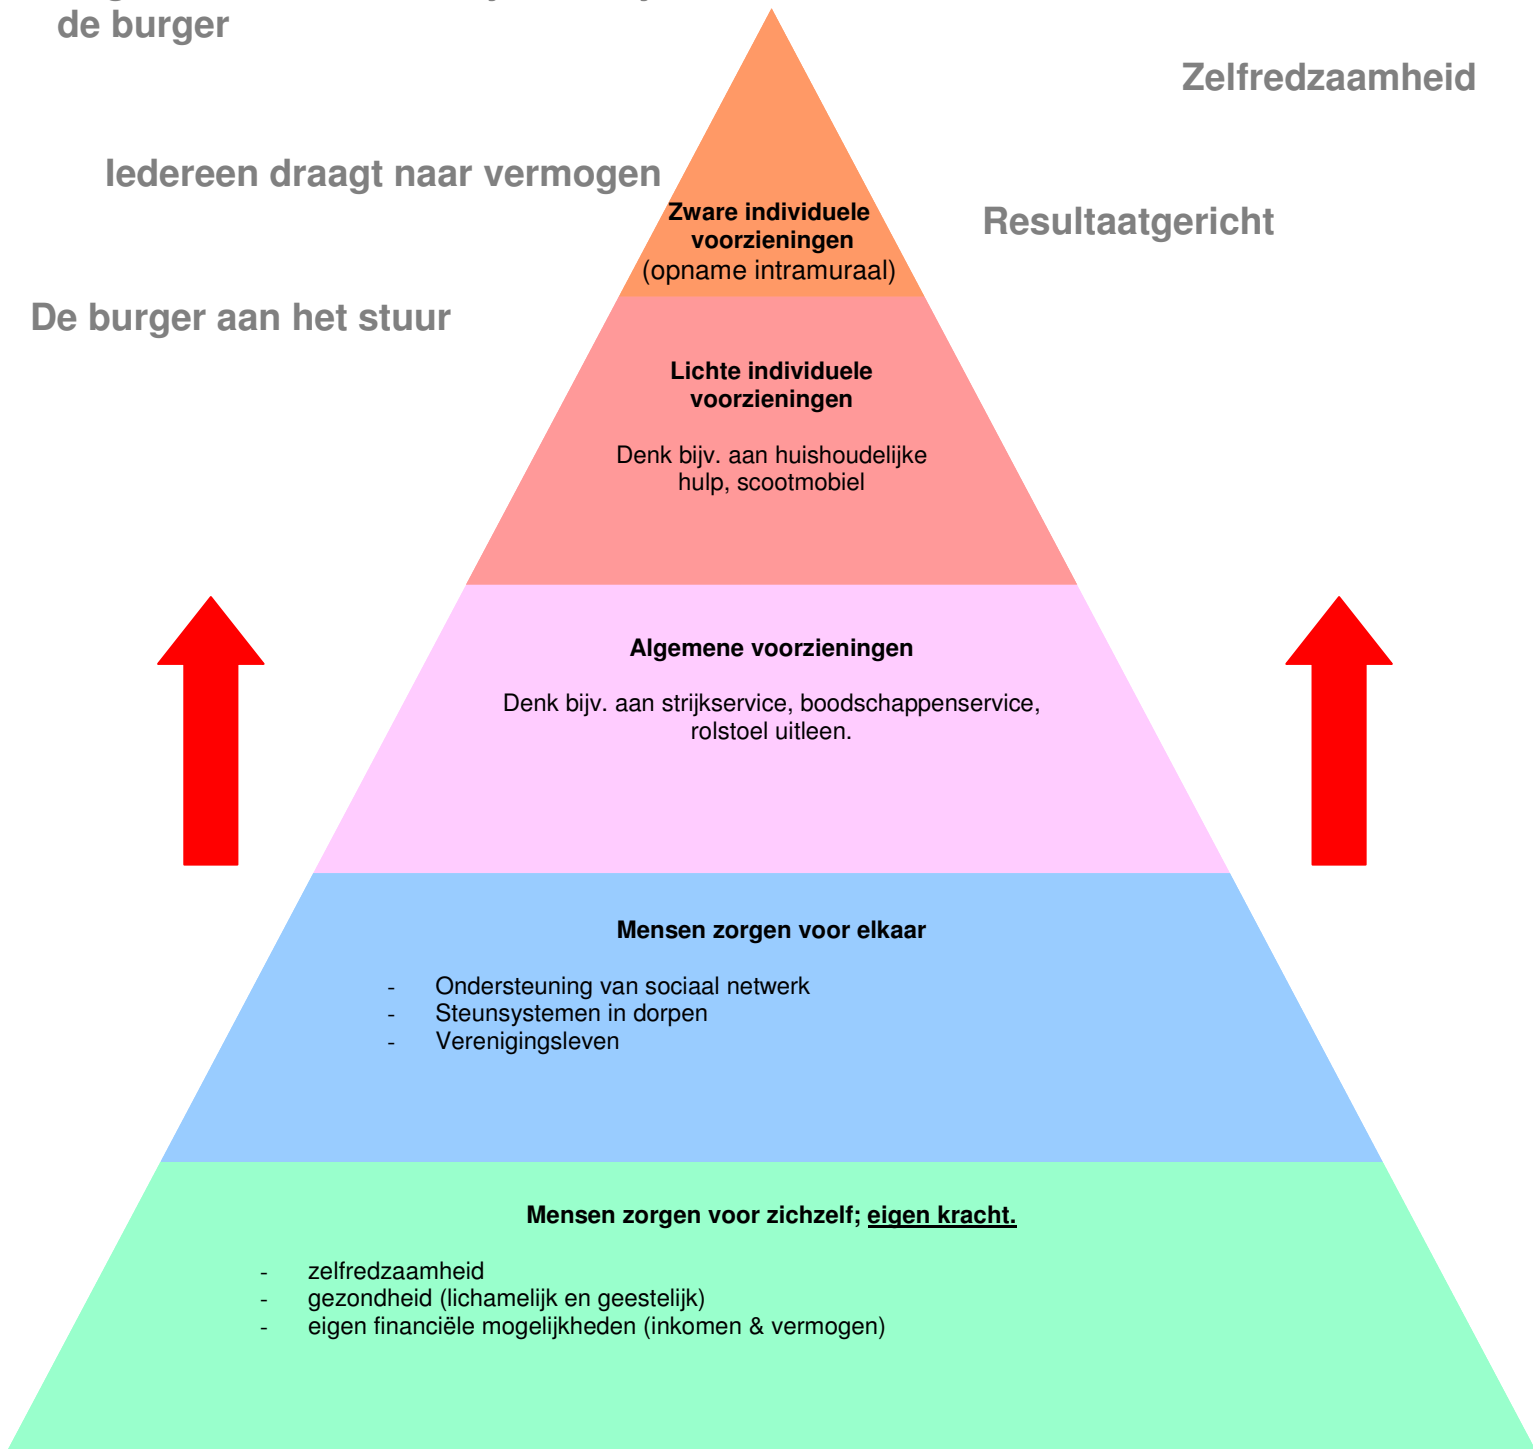 de burger
Zelfredzaamheid
Iedereen draagt naar vermogen
Resultaatgericht
De burger aan het stuur
Zware individuele
voorzieningen
(opname intramuraal)
Lichte individuele
voorzieningen
Denk bijv. aan huishoudelijke
hulp, scootmobiel
Algemene voorzieningen
Denk bijv. aan strijkservice, boodschappenservice,
rolstoel uitleen.
Mensen zorgen voor elkaar
- Ondersteuning van sociaal netwerk
- Steunsystemen in dorpen
- Verenigingsleven
Mensen zorgen voor zichzelf; eigen kracht.
- zelfredzaamheid
- gezondheid (lichamelijk en geestelijk)
- eigen financiële mogelijkheden (inkomen & vermogen)